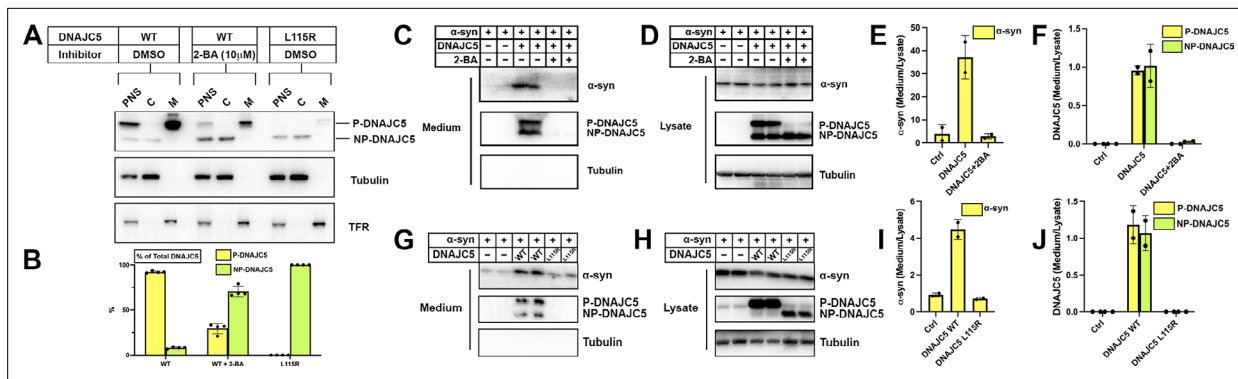 A
DNAJC5 WT WT L115R
Inhibitor DMSO 2-BA (10μM) DMSO
PNS C M PNS C M PNS C M
P-DNAJC5
NP-DNAJC5
Tubulin
TFR
B
% of Total DNAJC5
P-DNAJC5
NP-DNAJC5
100
50
0
%
WT WT + 2-BA L115R
C
α-syn + + + + + +
DNAJC5 − − + + + +
2-BA − − − − + +
α-syn
Medium
P-DNAJC5
NP-DNAJC5
Tubulin
D
α-syn + + + + + +
DNAJC5 − − + + + +
2-BA − − − − + +
α-syn
Lysate
P-DNAJC5
NP-DNAJC5
Tubulin
E
α-syn
α-syn (Medium/Lysate)
60
40
20
0
Ctrl DNAJC5 DNAJC5+2BA
F
P-DNAJC5
NP-DNAJC5
DNAJC5 (Medium/Lysate)
1.5
1.0
0.5
0.0
Ctrl DNAJC5 DNAJC5+2BA
G
α-syn + + + + + +
DNAJC5 − − WT WT L115R L115R
α-syn
Medium
P-DNAJC5
NP-DNAJC5
Tubulin
H
α-syn + + + + + +
DNAJC5 − − WT WT L115R L115R
α-syn
Lysate
P-DNAJC5
NP-DNAJC5
Tubulin
I
α-syn
α-syn (Medium/Lysate)
6
4
2
0
Ctrl DNAJC5 WT DNAJC5 L115R
J
P-DNAJC5
NP-DNAJC5
DNAJC5 (Medium/Lysate)
1.5
1.0
0.5
0.0
Ctrl DNAJC5 WT DNAJC5 L115R